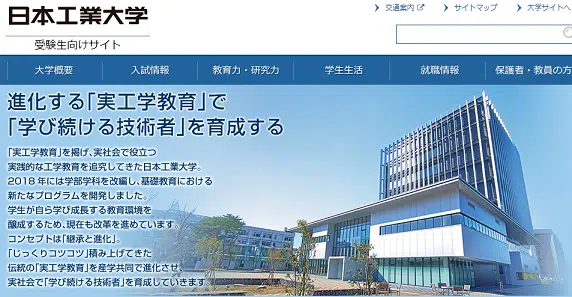 日本工業大学
受験生向けサイト
交通案内 サイトマップ 大学サイトへ
大学概要 入試情報 教育力・研究力 学生生活 就職情報 保護者・教員の方
進化する「実工学教育」で
「学び続ける技術者」を育成する
「実工学教育」を掲げ、実社会で役立つ
実践的な工学教育を追究してきた日本工業大学。
2018年には学部学科を改編し、基礎教育における
新たなプログラムを開発しました。
学生が自ら学び成長する教育環境を
醸成するため、現在も改革を進めています。
コンセプトは「継承と進化」。
「じっくりコツコツ」積み上げてきた
伝統の「実工学教育」を産学共同で進化させ、
実社会で「学び続ける技術者」を育成していきます